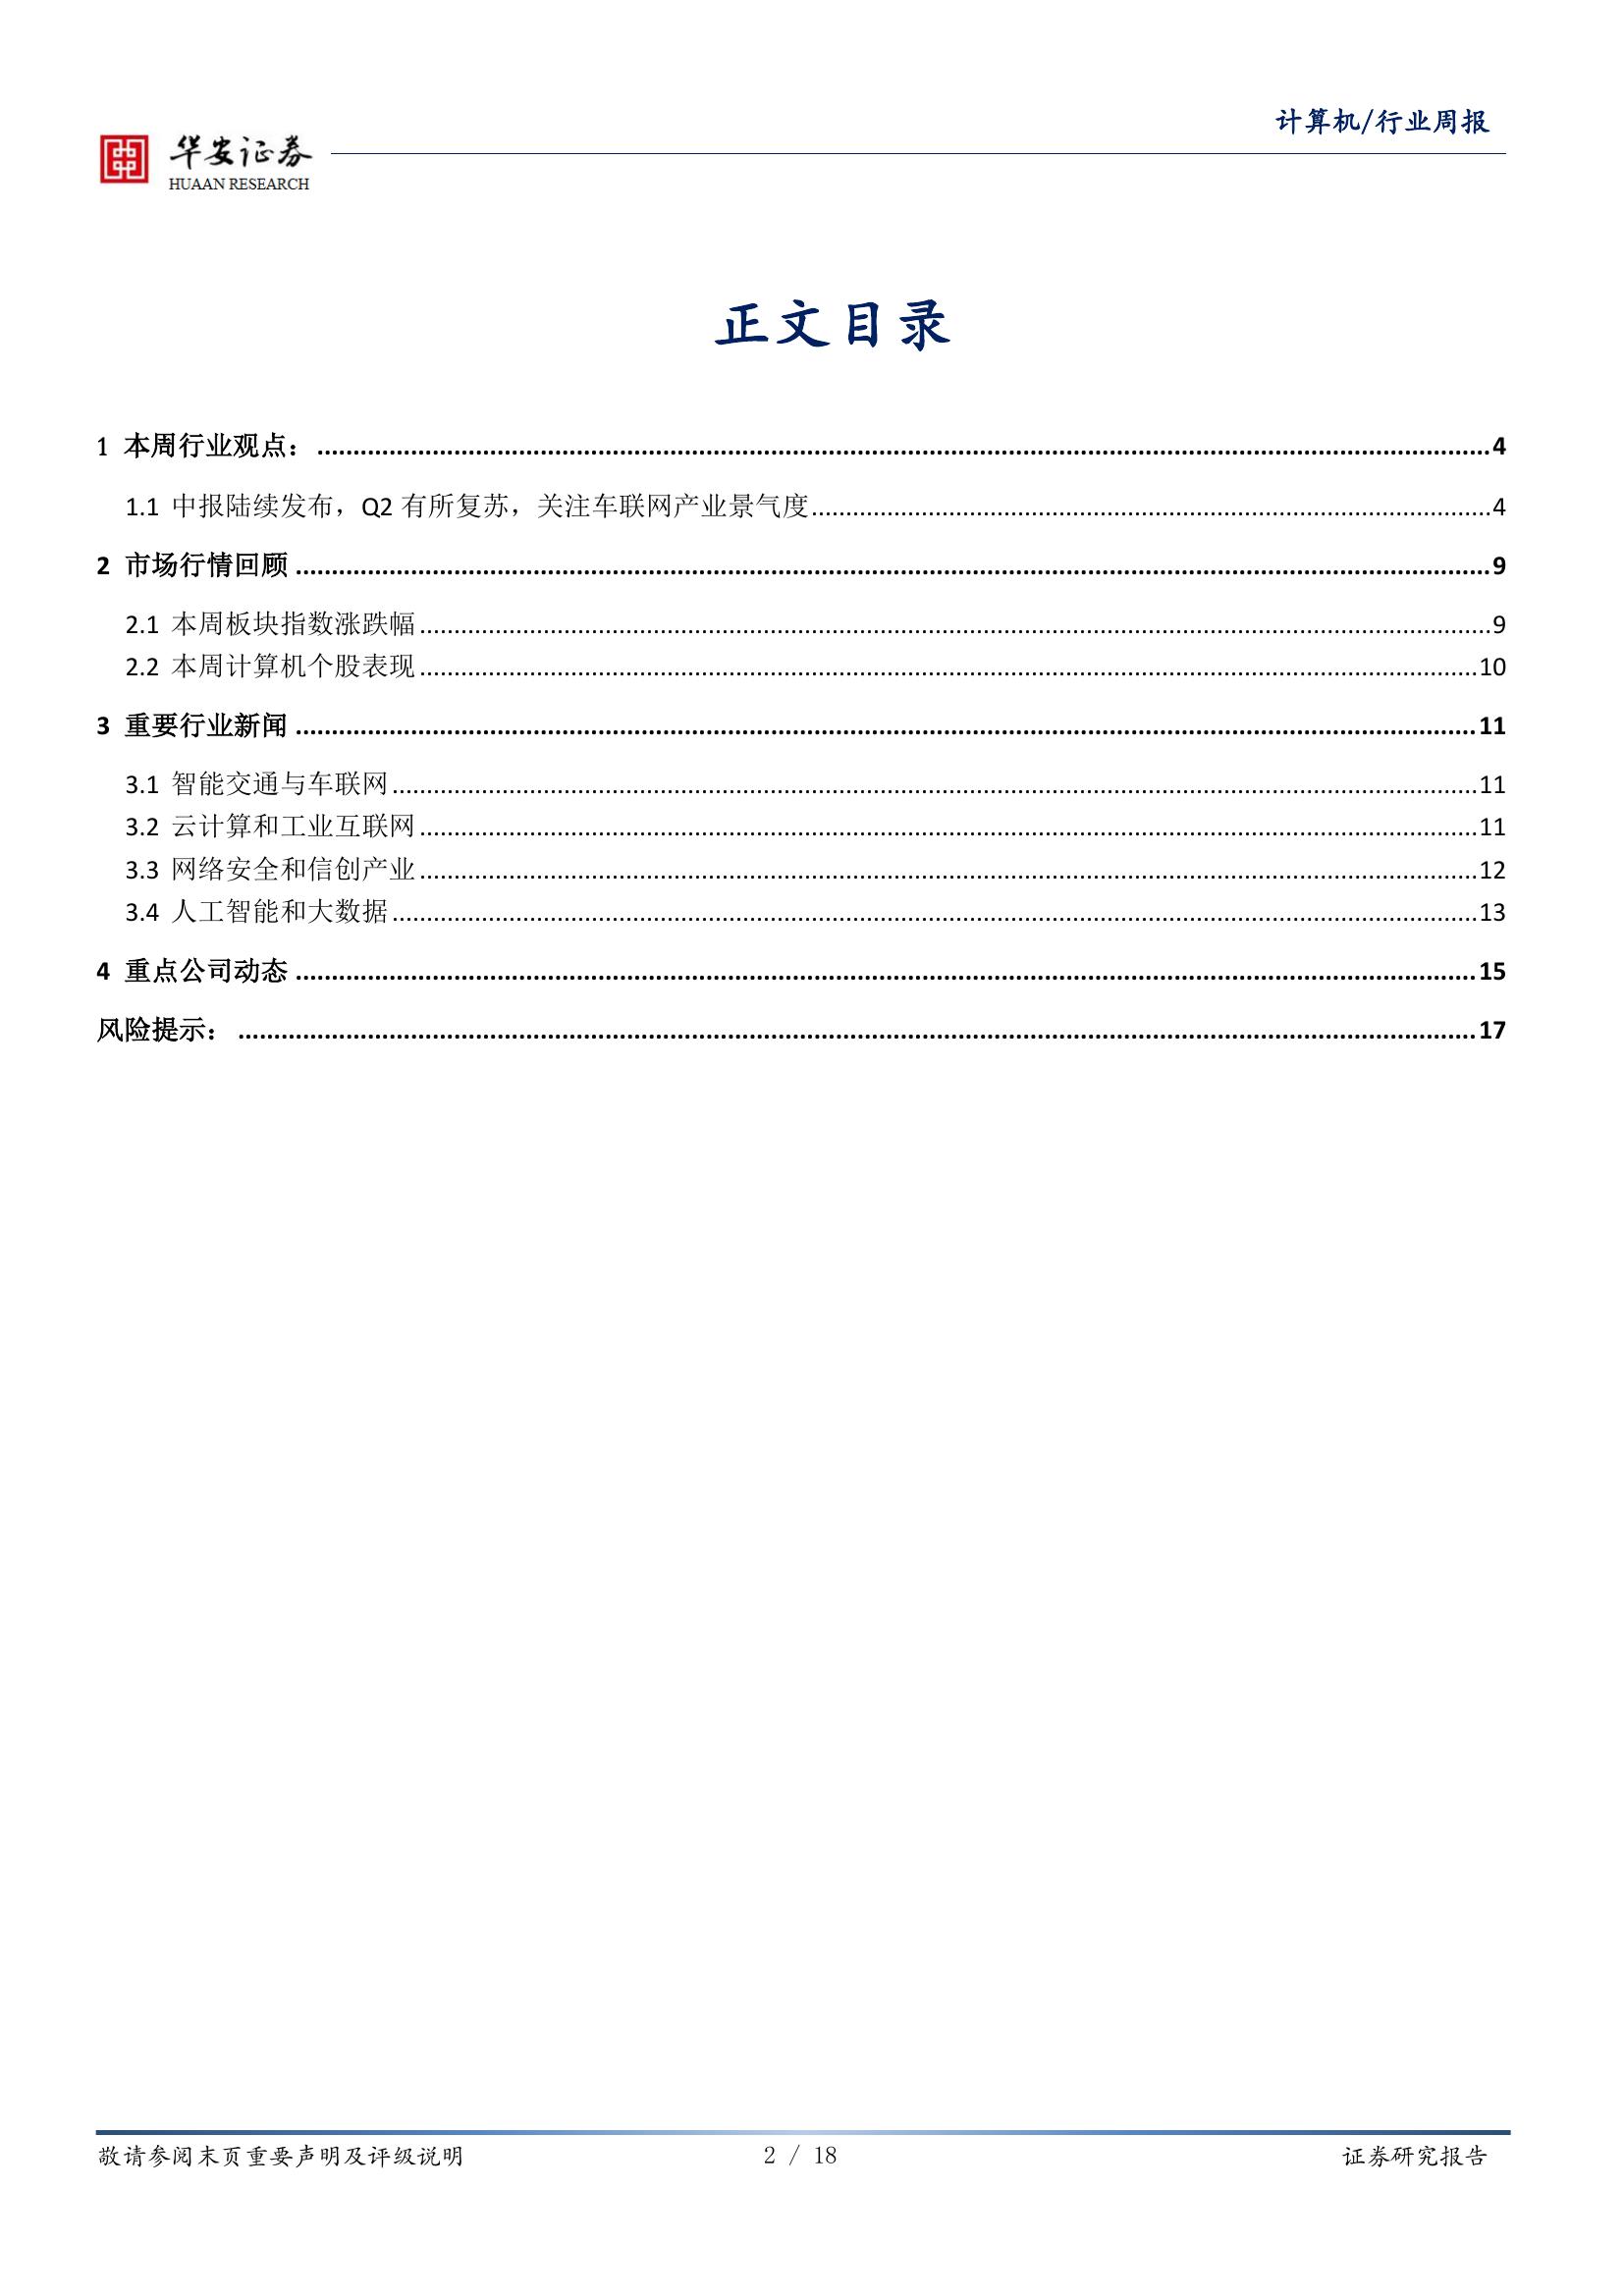 计算机/行业周报
华安证券
HUAAN RESEARCH
正文目录
1 本周行业观点：................................................................4
1.1 中报陆续发布，Q2 有所复苏，关注车联网产业景气度................................................................4
2 市场行情回顾................................................................9
2.1 本周板块指数涨跌幅................................................................9
2.2 本周计算机个股表现................................................................10
3 重要行业新闻................................................................11
3.1 智能交通与车联网................................................................11
3.2 云计算和工业互联网................................................................11
3.3 网络安全和信创产业................................................................12
3.4 人工智能和大数据................................................................13
4 重点公司动态................................................................15
风险提示：................................................................17
敬请参阅末页重要声明及评级说明 2 / 18 证券研究报告